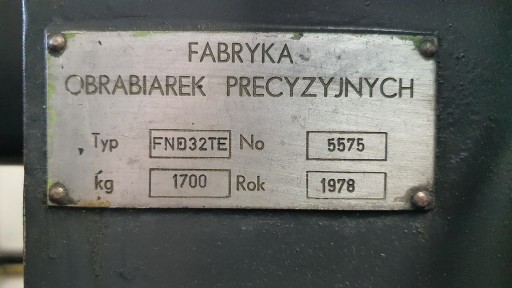 FABRYKA
OBRABIAREK PRECYZYJNYCH
Typ FND32TE No 5575
kg 1700 Rok 1978